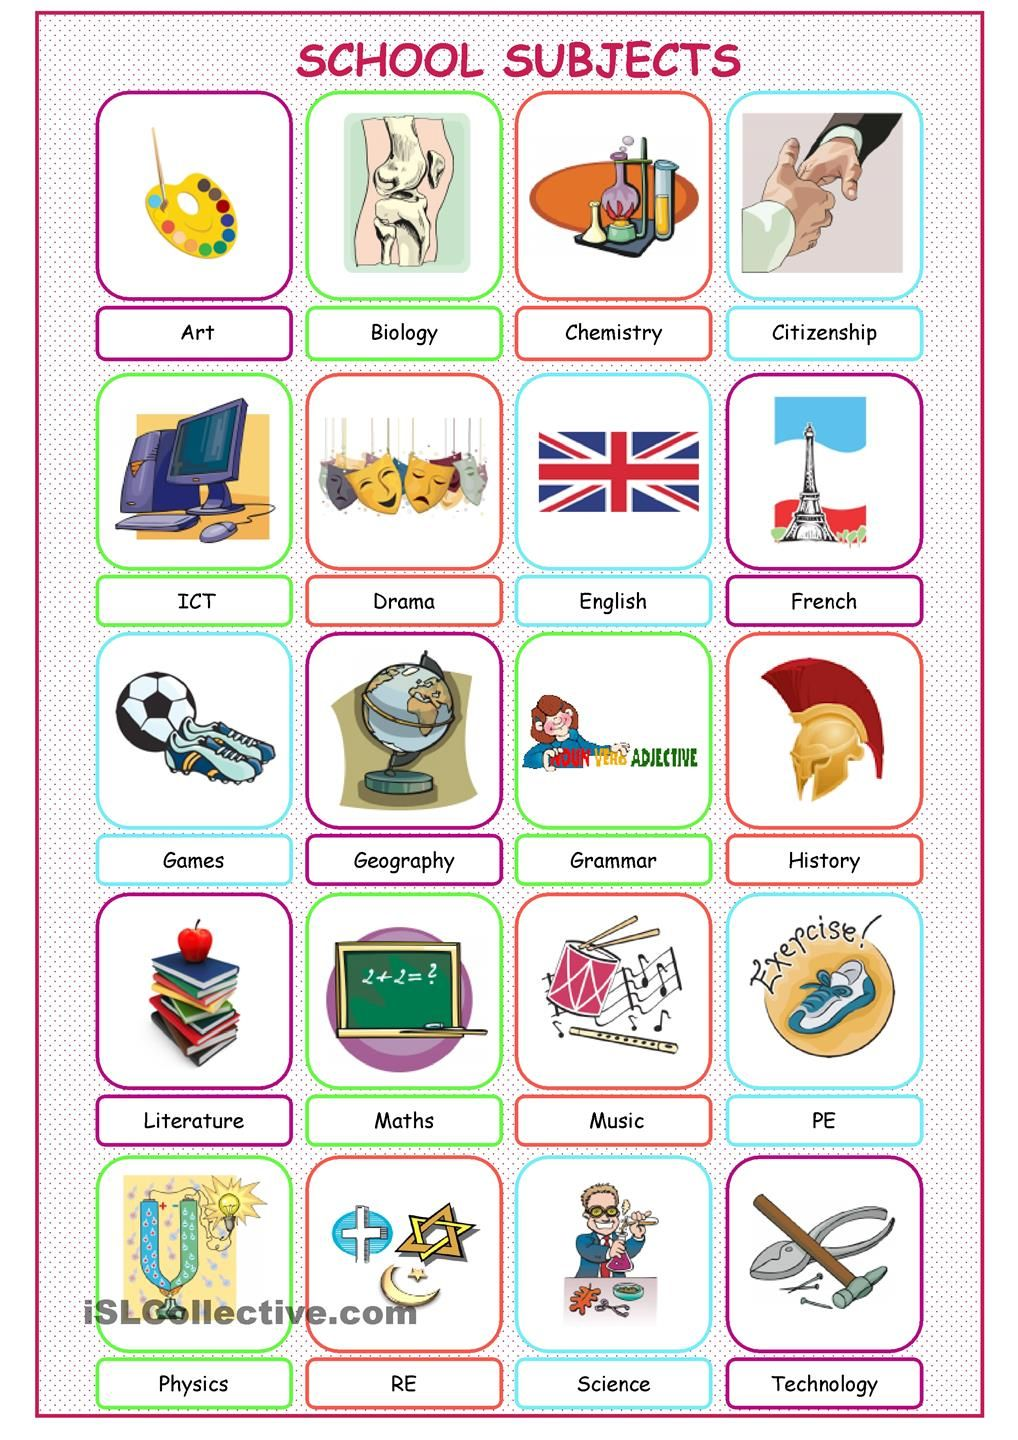 SCHOOL SUBJECTS
Art
Biology
Chemistry
Citizenship
ICT
Drama
English
French
NOUN VERB ADJECTIVE
Games
Geography
Grammar
History
Exercise!
2+2=?
Literature
Maths
Music
PE
+ -
iSLCollective.com
Physics
RE
Science
Technology